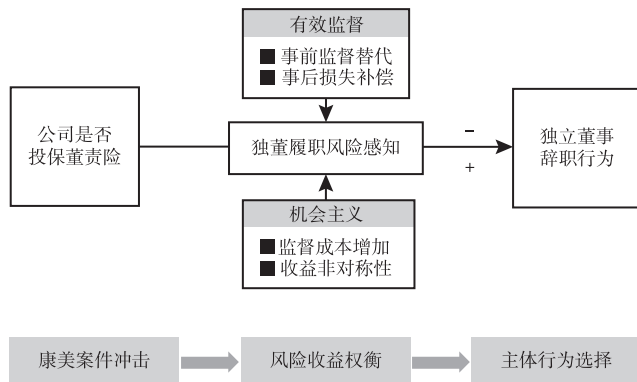 有效监督
■ 事前监督替代
■ 事后损失补偿
公司是否
投保董责险
独董履职风险感知
−
+
独立董事
辞职行为
机会主义
■ 监督成本增加
■ 收益非对称性
康美案件冲击
风险收益权衡
主体行为选择